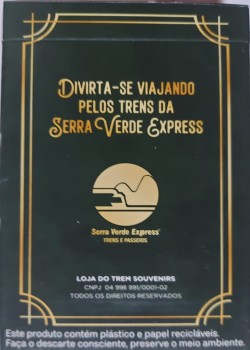 DIVIRTA-SE VIAJANDO
PELOS TRENS DA
SERRA VERDE EXPRESS
Serra Verde Express®
TRENS E PASSEIOS
LOJA DO TREM SOUVENIRS
CNPJ 04 998 991/0001-02
TODOS OS DIREITOS RESERVADOS
Este produto contém plástico e papel recicláveis.
Faça o descarte consciente, preserve o meio ambiente.